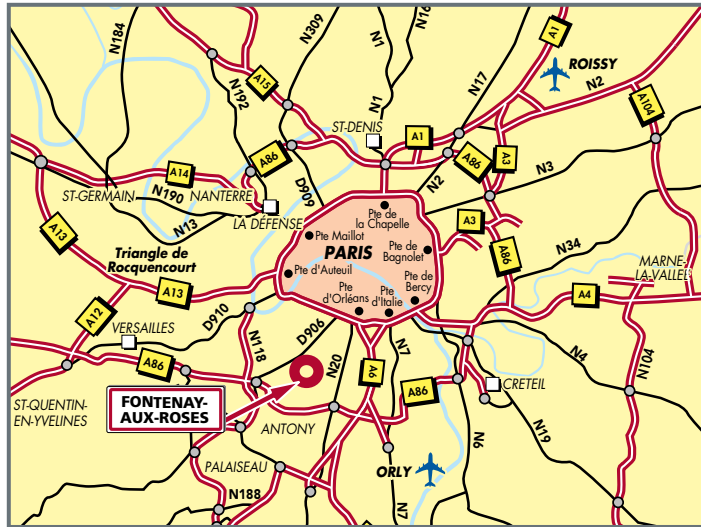 N184
N309
N1
N16
A1
ROISSY
N17
N2
A104
N192
A15
N1
ST-DENIS
A1
A86
A86
A3
N2
N3
A14
ST-GERMAIN
N190
NANTERRE
D909
N13
LA DÉFENSE
Pte de
la Chapelle
A3
A13
Pte Maillot
PARIS
Pte de
Bagnolet
N34
A86
MARNE-
LA-VALLEE
Triangle de
Rocquencourt
Pte d'Auteuil
Pte de
Bercy
A13
Pte
d'Orléans
Pte
d'Italie
A4
A12
D910
VERSAILLES
N118
D906
N20
N7
N4
N104
A86
A6
A86
CRETEIL
ST-QUENTIN-
EN-YVELINES
FONTENAY-
AUX-ROSES
ANTONY
N6
N19
PALAISEAU
ORLY
N188
N7